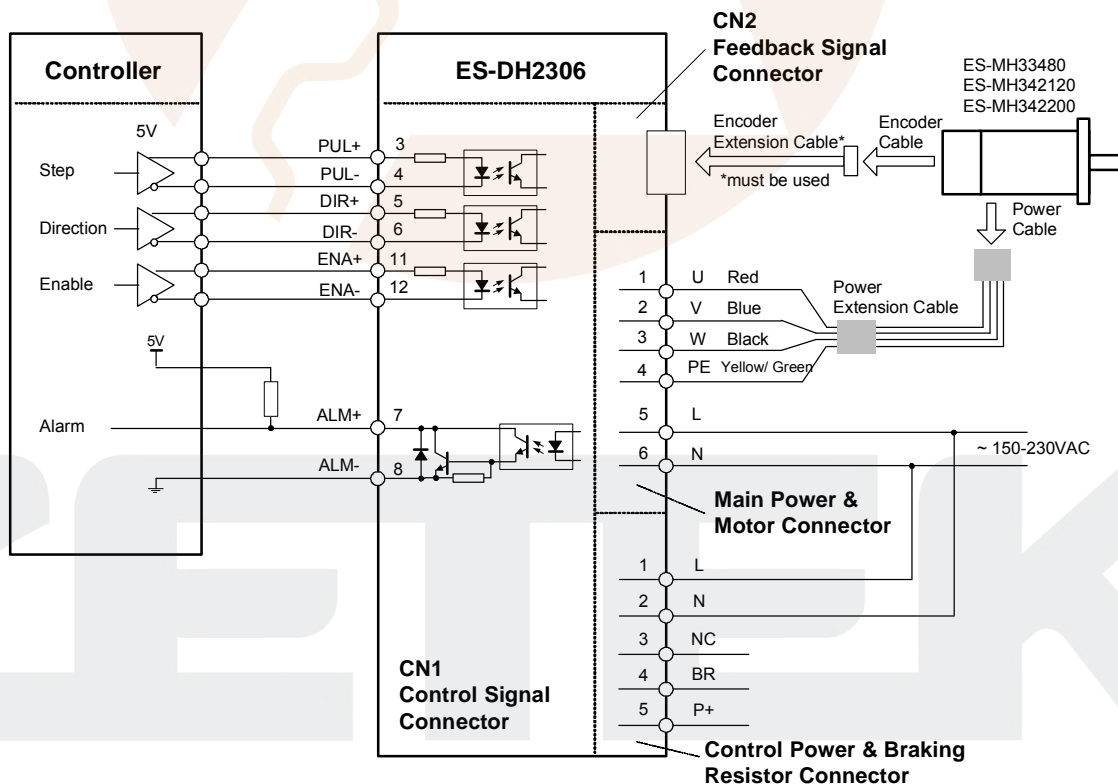 CN2
Feedback Signal
Connector
Controller
ES-DH2306
ES-MH33480
ES-MH342120
ES-MH342200
5V
Step
PUL+
3
PUL-
4
Direction
DIR+
5
DIR-
6
Enable
ENA+
11
ENA-
12
Encoder
Extension Cable*
*must be used
Encoder
Cable
Power
Cable
1 U Red
2 V Blue
3 W Black
4 PE Yellow/ Green
Power
Extension Cable
5V
Alarm
ALM+
7
ALM-
8
5 L
6 N
~ 150-230VAC
Main Power &
Motor Connector
1 L
2 N
3 NC
4 BR
5 P+
CN1
Control Signal
Connector
Control Power & Braking
Resistor Connector